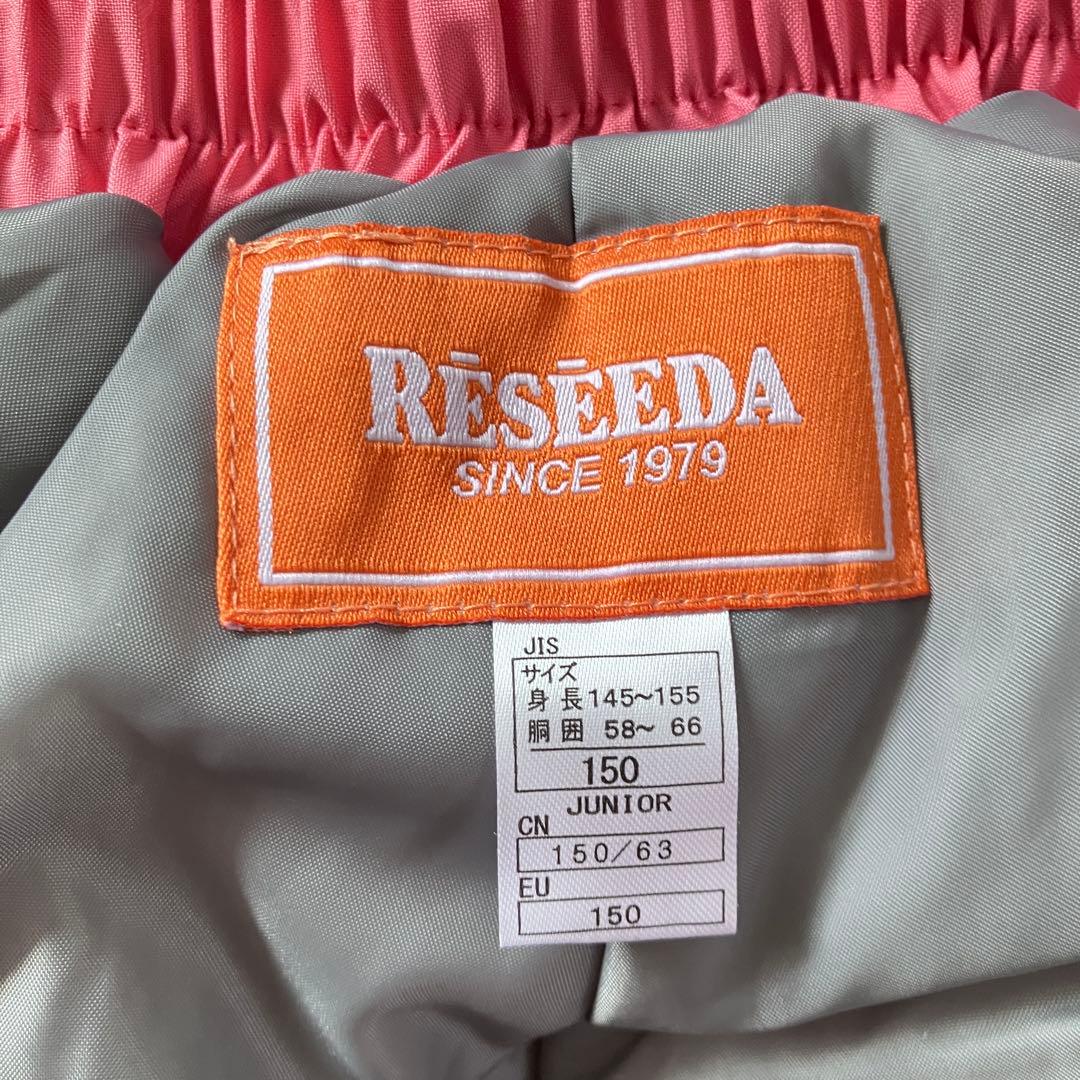 RĒSĒEDA
SINCE 1979
JIS
サイズ
身長145~155
胴囲 58~ 66
150
JUNIOR
CN
150/63
EU
150